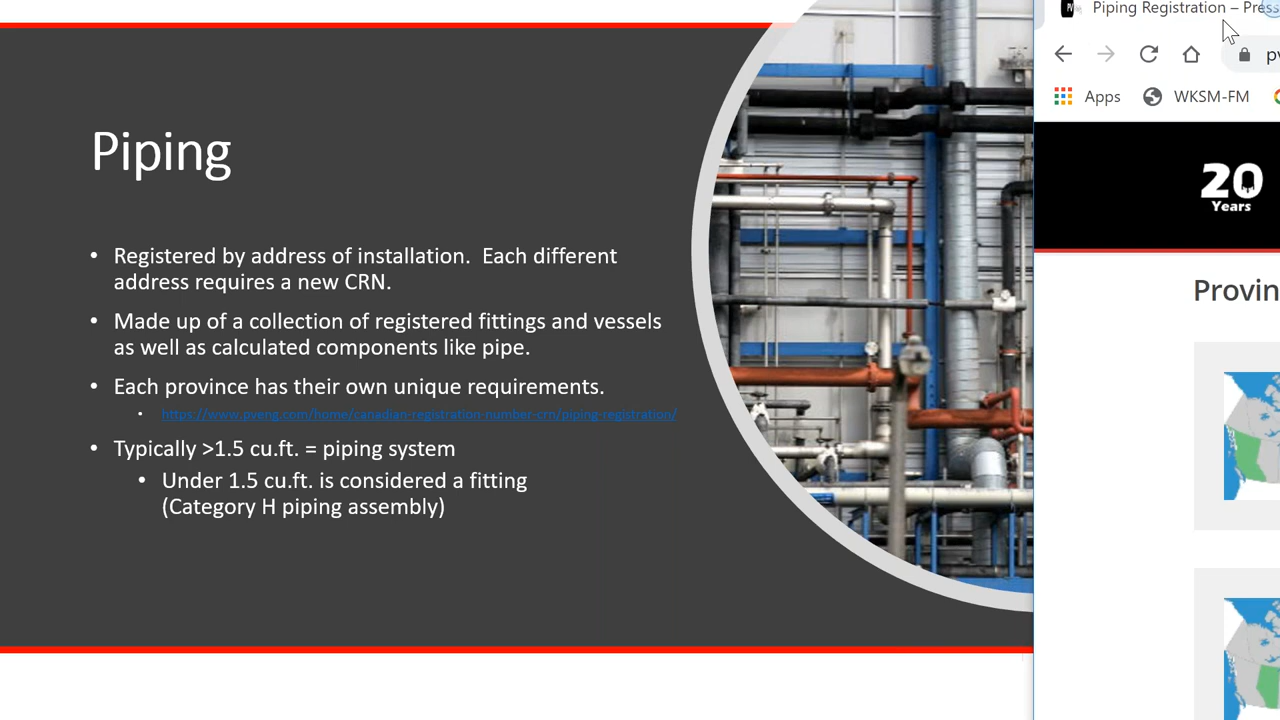 Piping
• Registered by address of installation. Each different
address requires a new CRN.
• Made up of a collection of registered fittings and vessels
as well as calculated components like pipe.
• Each province has their own unique requirements.
• https://www.pveng.com/home/canadian-registration-number-crn/piping-registration/
• Typically >1.5 cu.ft. = piping system
• Under 1.5 cu.ft. is considered a fitting
(Category H piping assembly)
Piping Registration – Press
Apps WKSM-FM
20
Years
Provin